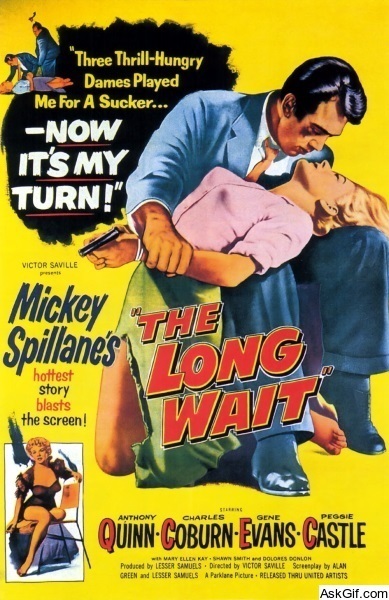 "Three Thrill-Hungry
Dames Played
Me For A Sucker...
—NOW
IT'S MY
TURN!"
VICTOR SAVILLE
presents
Mickey
Spillane's
hottest
story
blasts
the screen!
"THE
LONG
WAIT"
STARRING
ANTHONY CHARLES GENE PEGGIE
QUINN · COBURN · EVANS · CASTLE
with MARY ELLEN KAY · SHAWN SMITH and DOLORES DONLON
Produced by LESSER SAMUELS · Directed by VICTOR SAVILLE Screenplay by ALAN
GREEN and LESSER SAMUELS A Parklane Picture · RELEASED THRU UNITED ARTISTS
AskGif.com